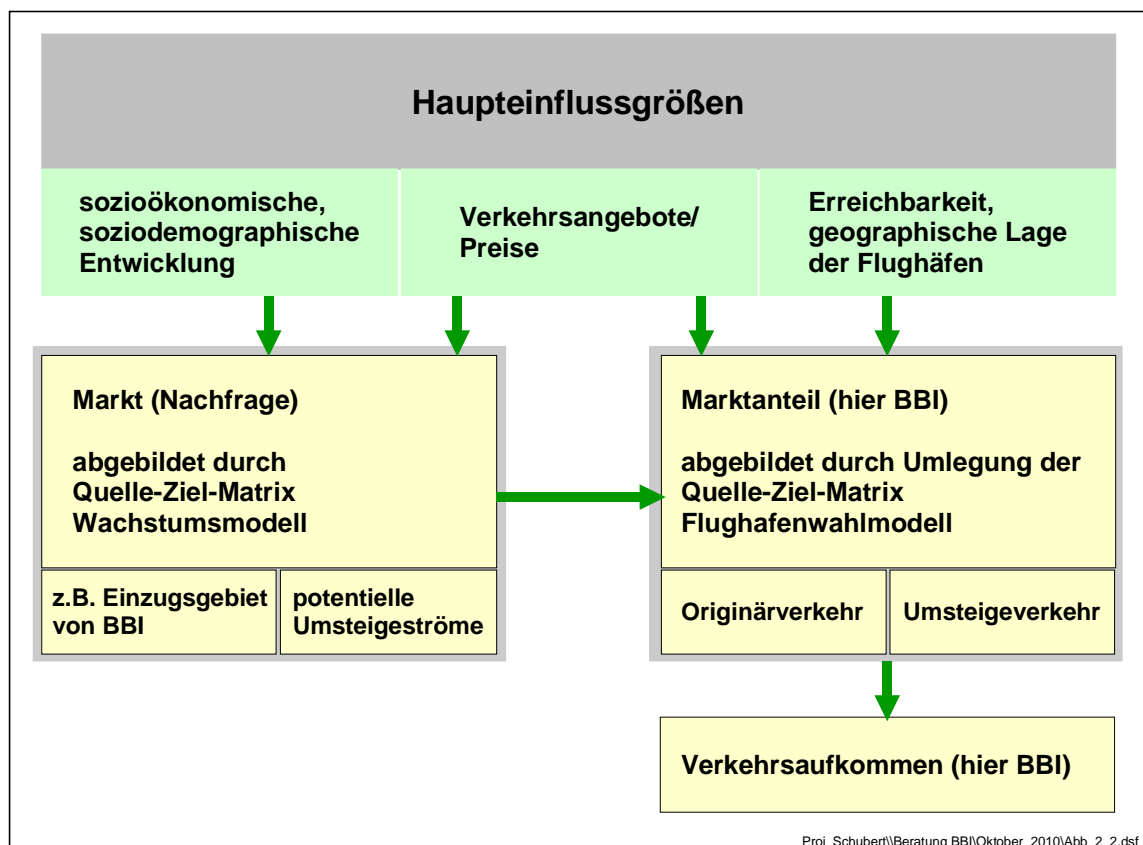 Haupteinflussgrößen
sozioökonomische,
soziodemographische
Entwicklung
Verkehrsangebote/
Preise
Erreichbarkeit,
geographische Lage
der Flughäfen
Markt (Nachfrage)
abgebildet durch
Quelle-Ziel-Matrix
Wachstumsmodell
z.B. Einzugsgebiet
von BBI
potentielle
Umsteigeströme
Marktanteil (hier BBI)
abgebildet durch Umlegung der
Quelle-Ziel-Matrix
Flughafenwahlmodell
Originärverkehr
Umsteigeverkehr
Verkehrsaufkommen (hier BBI)
Proj_Schubert\\Beratung BBI\Oktober_2010\Abb_2_2.dsf